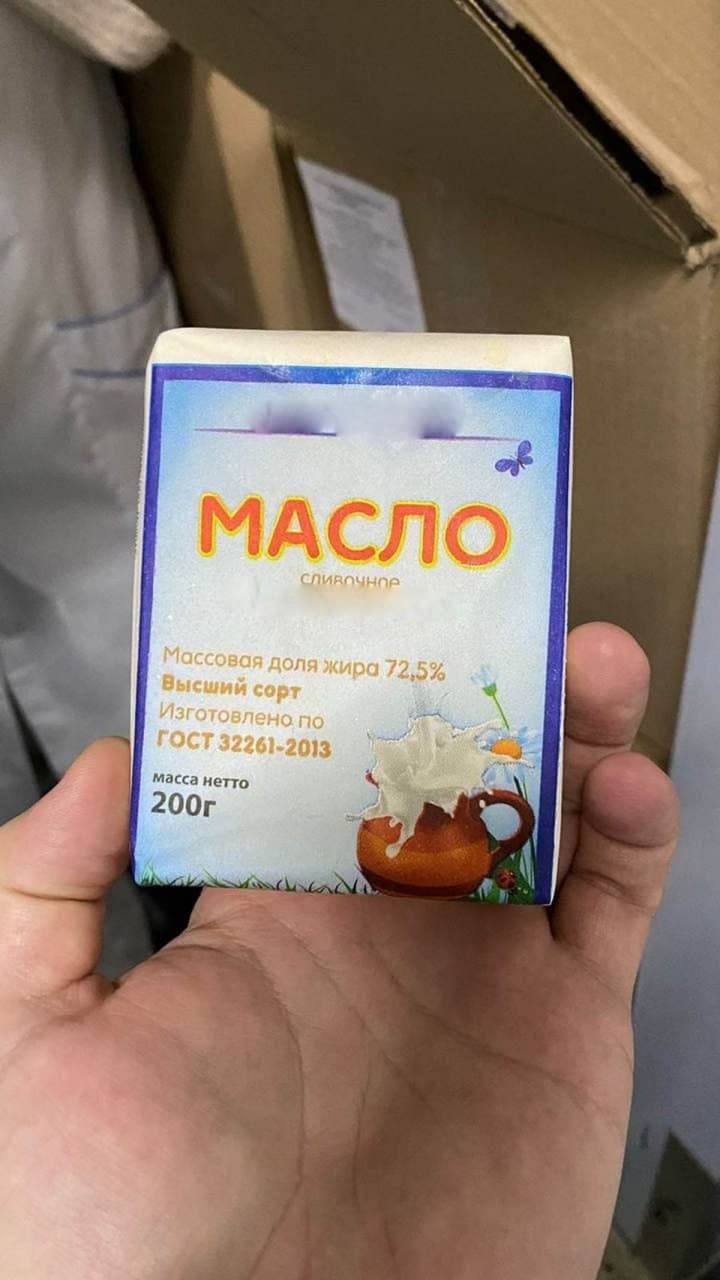 МАСЛО
сливочное
Массовая доля жира 72,5%
Высший сорт
Изготовлено по
ГОСТ 32261-2013
масса нетто
200г